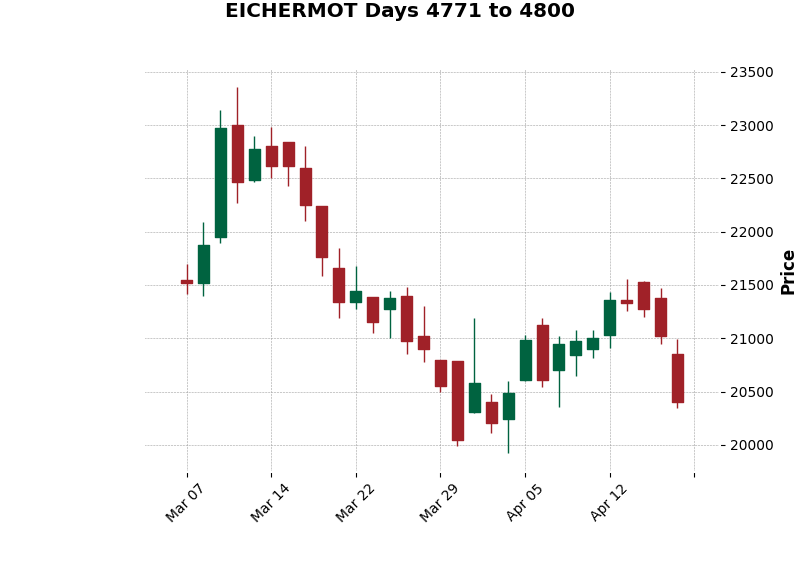 EICHERMOT Days 4771 to 4800
23500
23000
22500
22000
21500
21000
20500
20000
Price
Mar 07
Mar 14
Mar 22
Mar 29
Apr 05
Apr 12